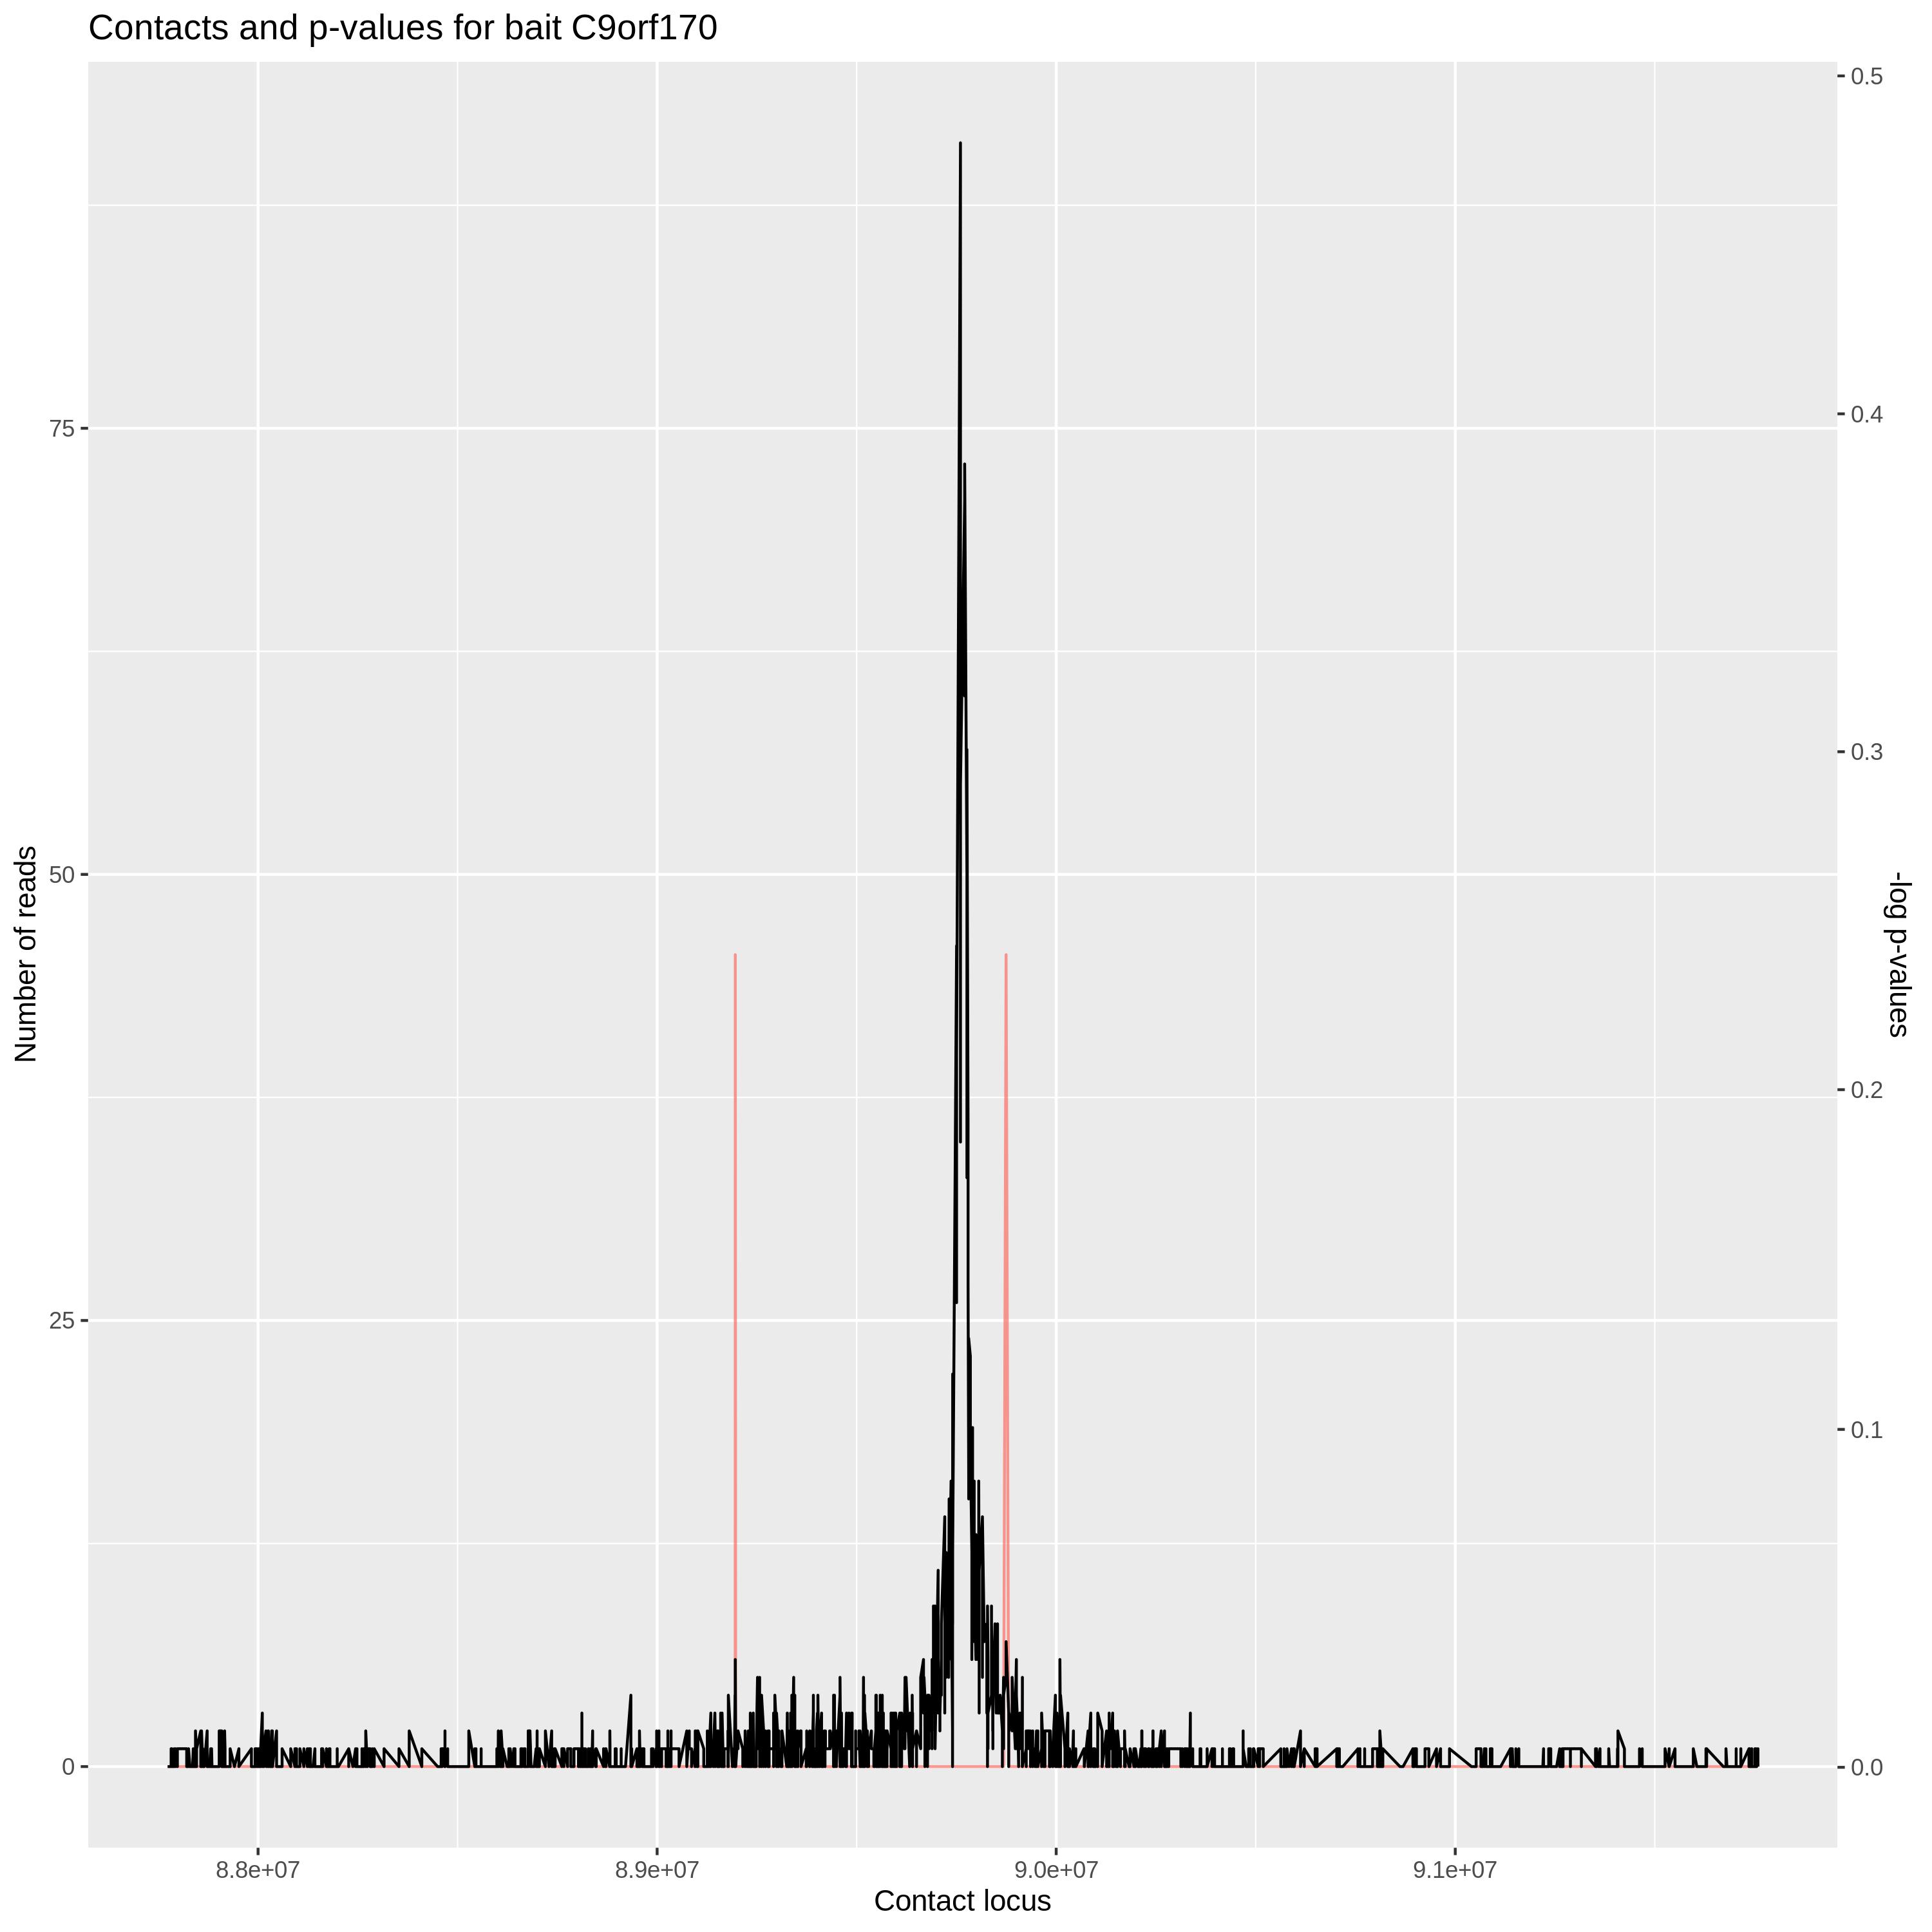 Contacts and p-values for bait C9orf170
0.5
0.4
0.3
0.2
0.1
0.0
75
50
25
0
Number of reads
-log p-values
8.8e+07 8.9e+07 9.0e+07 9.1e+07
Contact locus